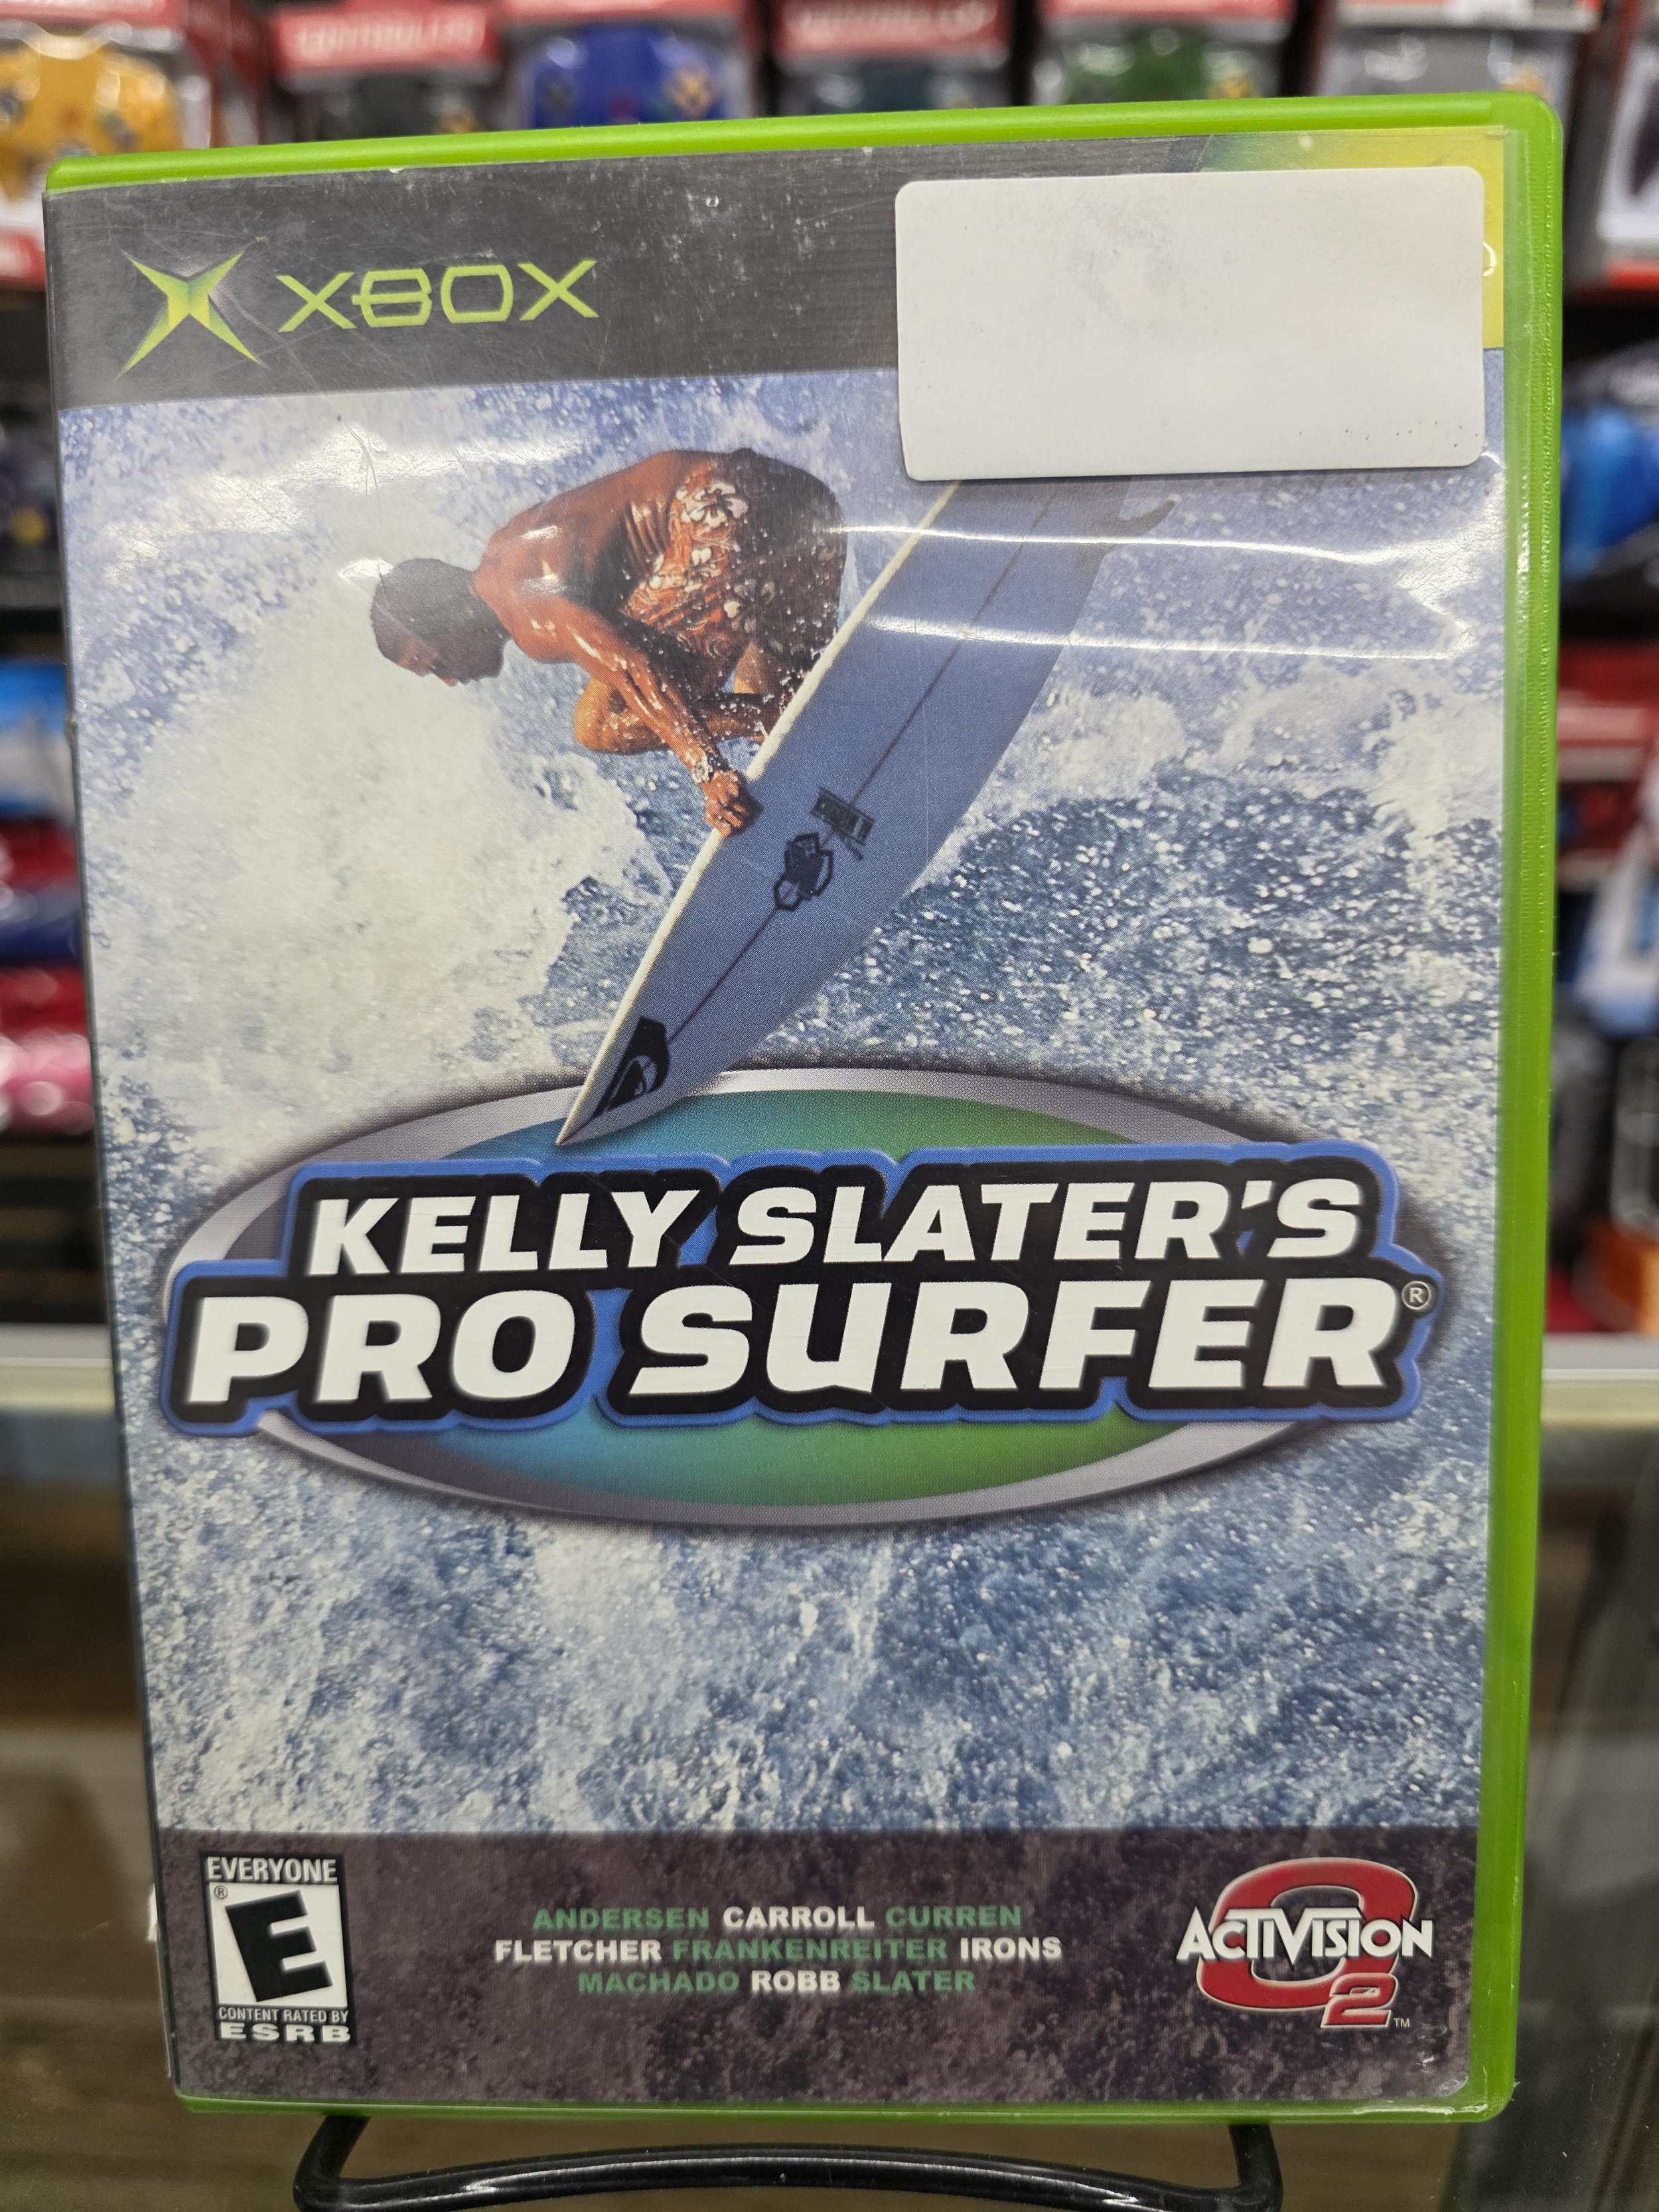 XBOX
KELLY SLATER'S
PRO SURFER®
EVERYONE
®
E
CONTENT RATED BY
ESRB
ANDERSEN CARROLL CURREN
FLETCHER FRANKENREITER IRONS
MACHADO ROBB SLATER
ACTIVISION
O2™